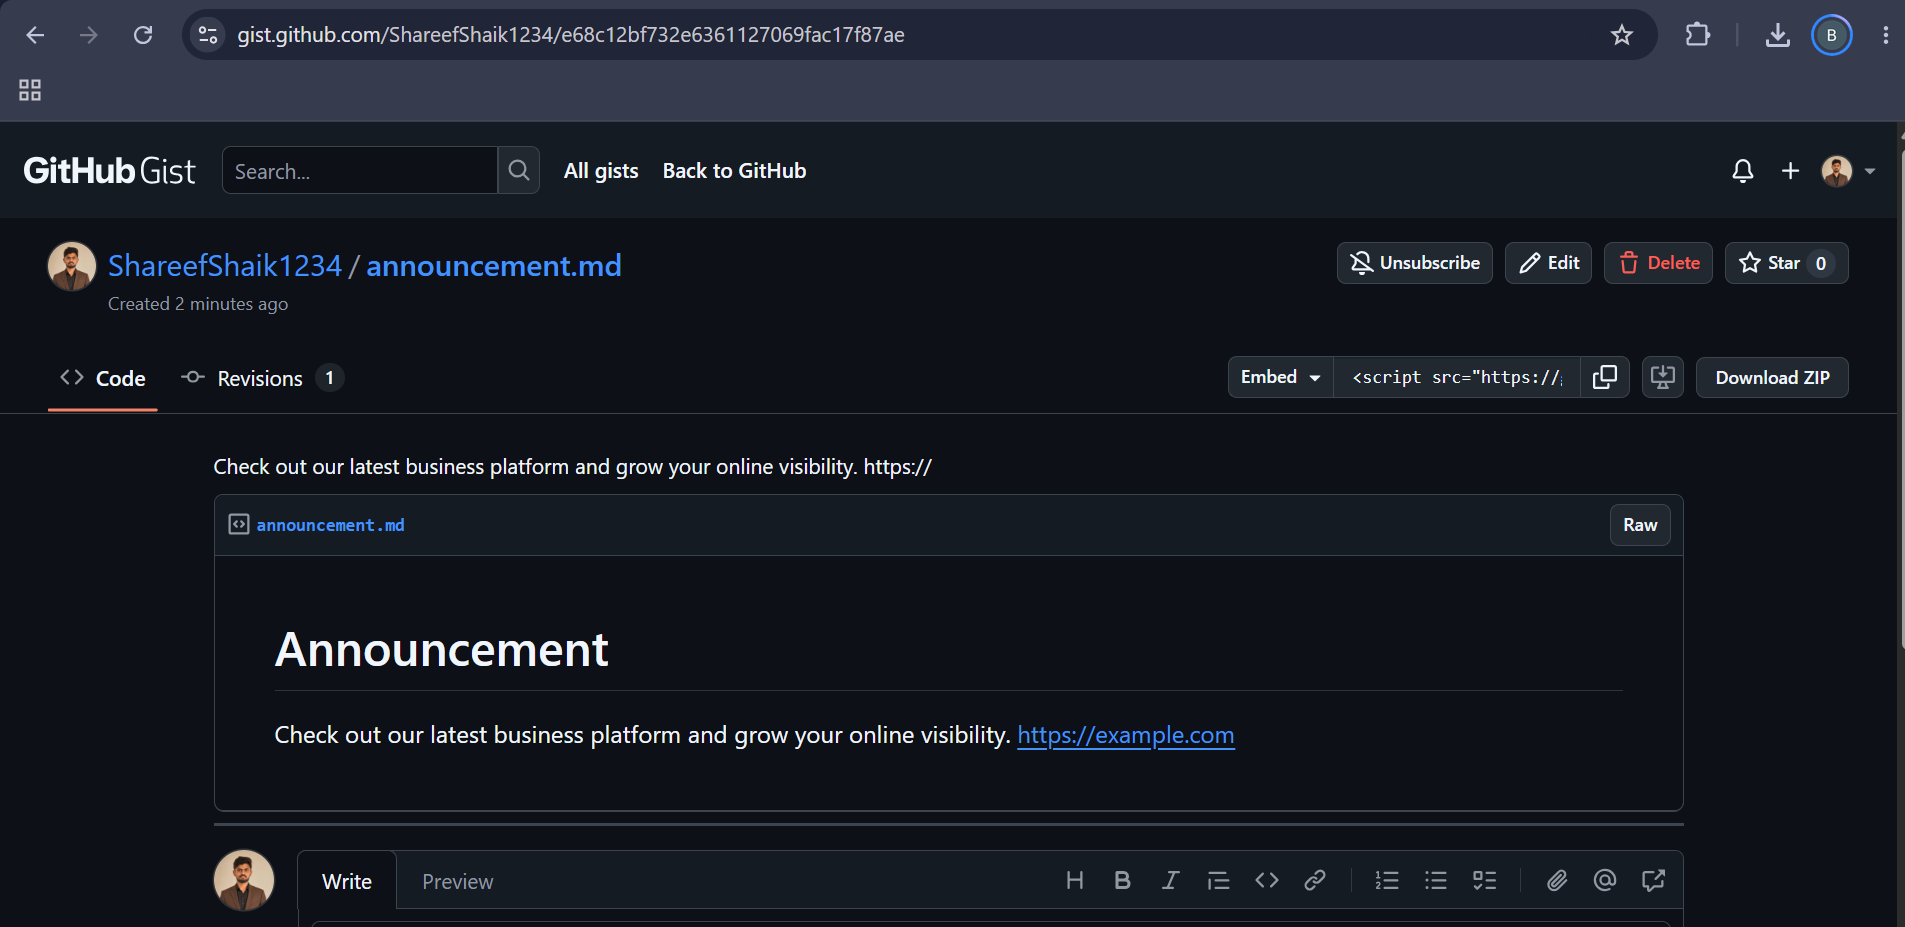 gist.github.com/ShareefShaik1234/e68c12bf732e6361127069fac17f87ae
B
GitHub Gist
Search...
All gists
Back to GitHub
ShareefShaik1234 / announcement.md
Unsubscribe
Edit
Delete
Star 0
Created 2 minutes ago
Code
Revisions 1
Embed
<script src="https://g
Download ZIP
Check out our latest business platform and grow your online visibility. https://
announcement.md
Raw
Announcement
Check out our latest business platform and grow your online visibility. https://example.com
Write
Preview